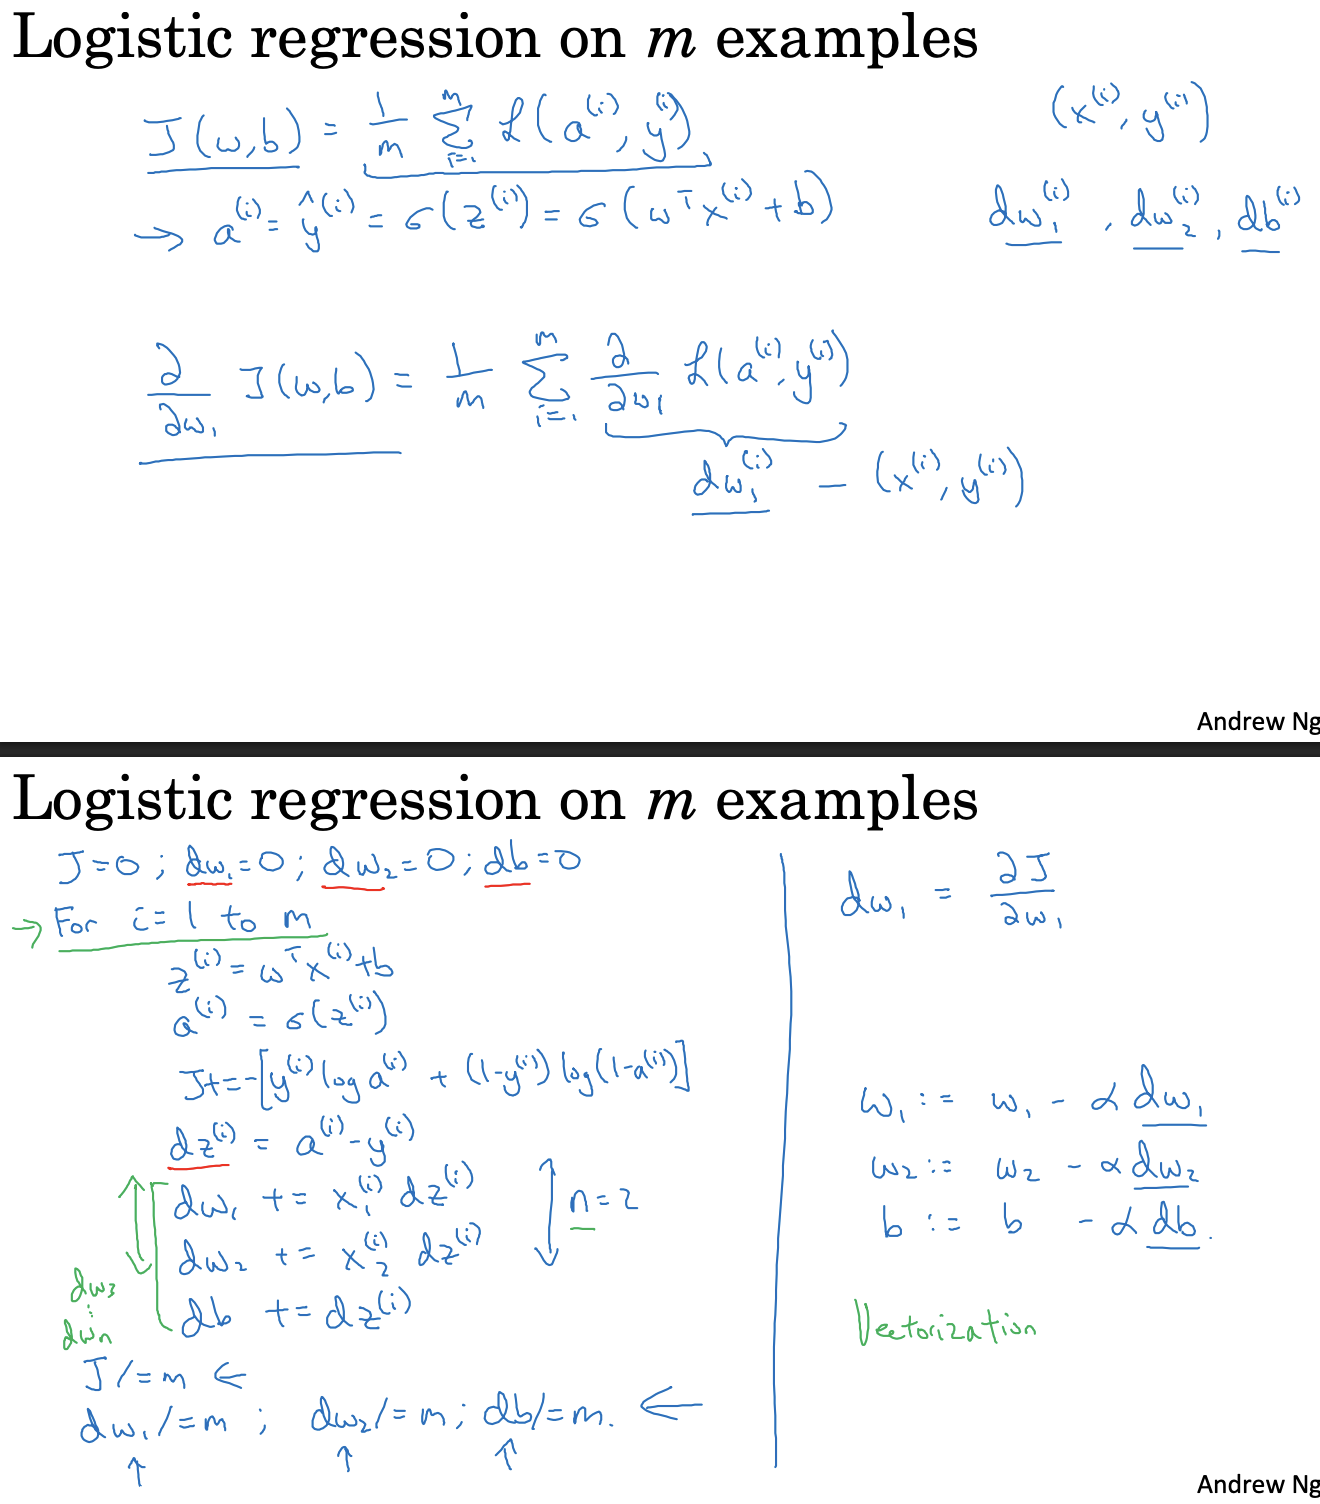 Logistic regression on m examples
J(w,b) = 1/m Σ_{i=1}^{m} ℒ(a^(i), y^(i))
(x^(i), y^(i))
→ a^(i) = ŷ^(i) = σ(z^(i)) = σ(w^T x^(i) + b)
dw_1^(i), dw_2^(i), db^(i)
∂/∂w_1 J(w,b) = 1/m Σ_{i=1}^{m} ∂/∂w_1 ℒ(a^(i), y^(i))
dw_1^(i) – (x^(i), y^(i))
Andrew Ng
Logistic regression on m examples
J=0; dw_1=0; dw_2=0; db=0
→ For i=1 to m
z^(i) = w^T x^(i) + b
a^(i) = σ(z^(i))
J += -[y^(i) log a^(i) + (1-y^(i)) log(1-a^(i))]
dz^(i) = a^(i) - y^(i)
dw_1 += x_1^(i) dz^(i)
dw_2 += x_2^(i) dz^(i)
n=2
db += dz^(i)
dw_3
⋮
dw_n
J /= m ←
dw_1 /= m; dw_2 /= m; db /= m. ←
↑ ↑ ↑
dw_1 = ∂J/∂w_1
w_1 := w_1 - α dw_1
w_2 := w_2 - α dw_2
b := b - α db.
Vectorization
Andrew Ng